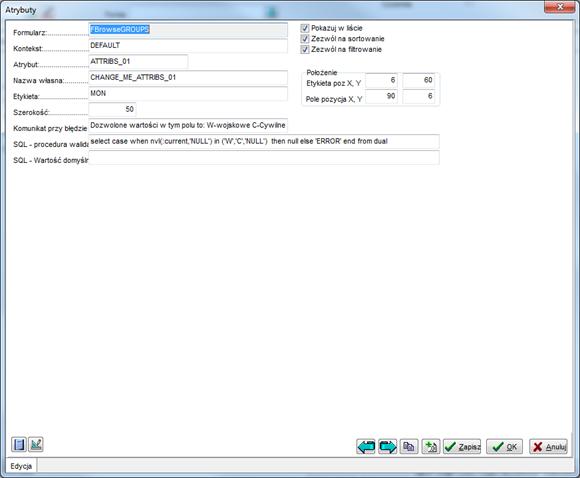 Atrybuty
Formularz:
FBrowseGROUPS
Kontekst:
DEFAULT
Atrybut:
ATTRIBS_01
Nazwa własna:
CHANGE_ME_ATTRIBS_01
Etykieta:
MON
Szerokość:
50
Komunikat przy błędzie
Dozwolone wartości w tym polu to: W-wojskowe C-Cywilne
SQL - procedura walida
select case when nvl(:current,'NULL') in ('W','C','NULL') then null else 'ERROR' end from dual
SQL - Wartość domyśln
Pokazuj w liście
Zezwól na sortowanie
Zezwól na filtrowanie
Położenie
Etykieta poz X, Y 6 60
Pole pozycja X, Y 90 6
Zapisz OK Anuluj
Edycja